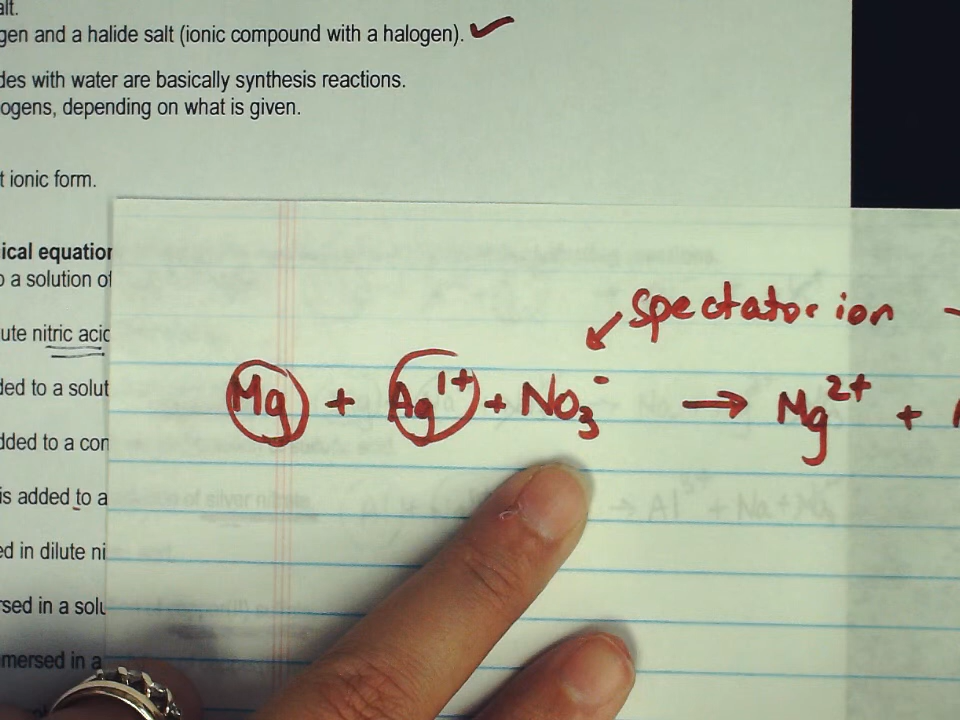 alt.
gen and a halide salt (ionic compound with a halogen).
des with water are basically synthesis reactions.
ogens, depending on what is given.
t ionic form.
ical equation
o a solution of
ute nitric acid
ded to a solut
dded to a con
is added to a
ed in dilute ni
rsed in a solu
mersed in a
spectator ion
Mg + Ag¹⁺ + NO₃⁻ → Mg²⁺ +